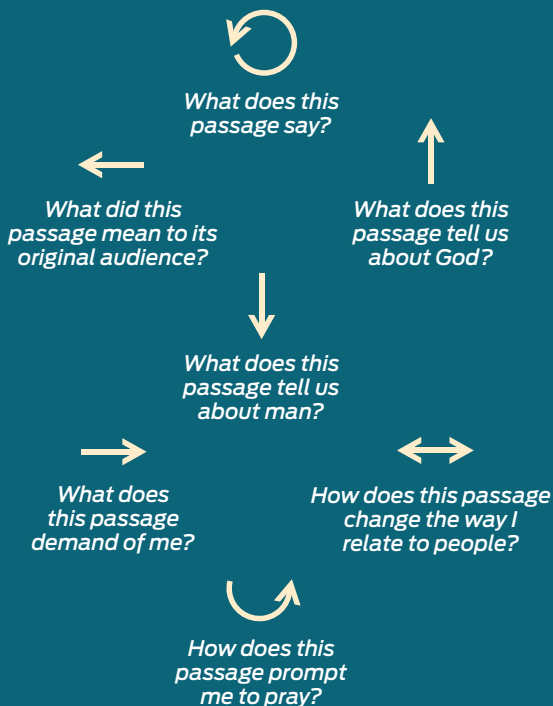 What does this
passage say?
What did this
passage mean to its
original audience?
What does this
passage tell us
about God?
What does this
passage tell us
about man?
What does
this passage
demand of me?
How does this passage
change the way I
relate to people?
How does this
passage prompt
me to pray?